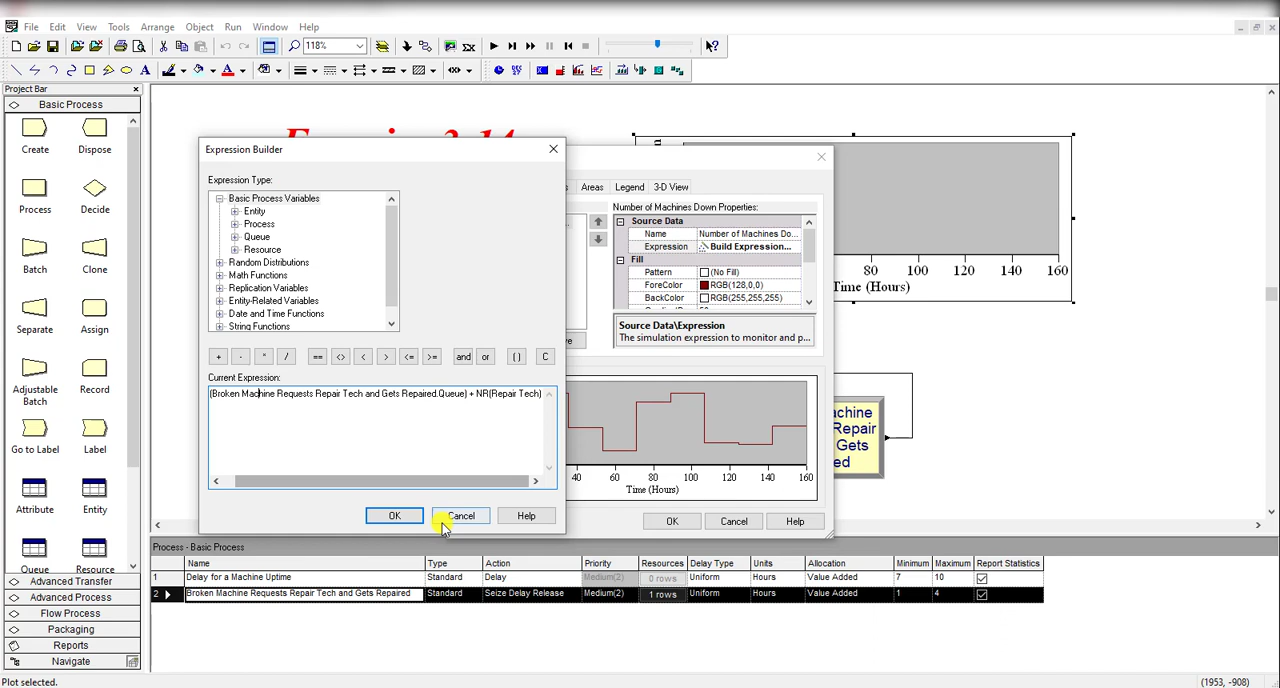 File Edit View Tools Arrange Object Run Window Help
118%
Project Bar
Basic Process
Create Dispose
Process Decide
Batch Clone
Separate Assign
Adjustable Batch Record
Go to Label Label
Attribute Entity
Queue Resource
Advanced Transfer
Advanced Process
Flow Process
Packaging
Reports
Navigate
Expression Builder
Expression Type:
Basic Process Variables
Entity
Process
Queue
Resource
Random Distributions
Math Functions
Replication Variables
Entity-Related Variables
Date and Time Functions
String Functions
+ - * / == <> < > <= >= and or () C
Current Expression:
(Broken Machine Requests Repair Tech and Gets Repaired.Queue) + NR(Repair Tech)
OK Cancel Help
Areas Legend 3-D View
Number of Machines Down Properties:
Source Data
Name Number of Machines Do...
Expression Build Expression...
Fill
Pattern (No Fill)
ForeColor RGB(128,0,0)
BackColor RGB(255,255,255)
Source Data\Expression
The simulation expression to monitor and p...
40 60 80 100 120 140 160
Time (Hours)
OK Cancel Help
80 100 120 140 160
Time (Hours)
achine
Repair
Gets
ed
Process - Basic Process
Name Type Action Priority Resources Delay Type Units Allocation Minimum Maximum Report Statistics
1 Delay for a Machine Uptime Standard Delay Medium(2) 0 rows Uniform Hours Value Added 7 10
2 Broken Machine Requests Repair Tech and Gets Repaired Standard Seize Delay Release Medium(2) 1 rows Uniform Hours Value Added 1 4
Plot selected. (1953, -908)